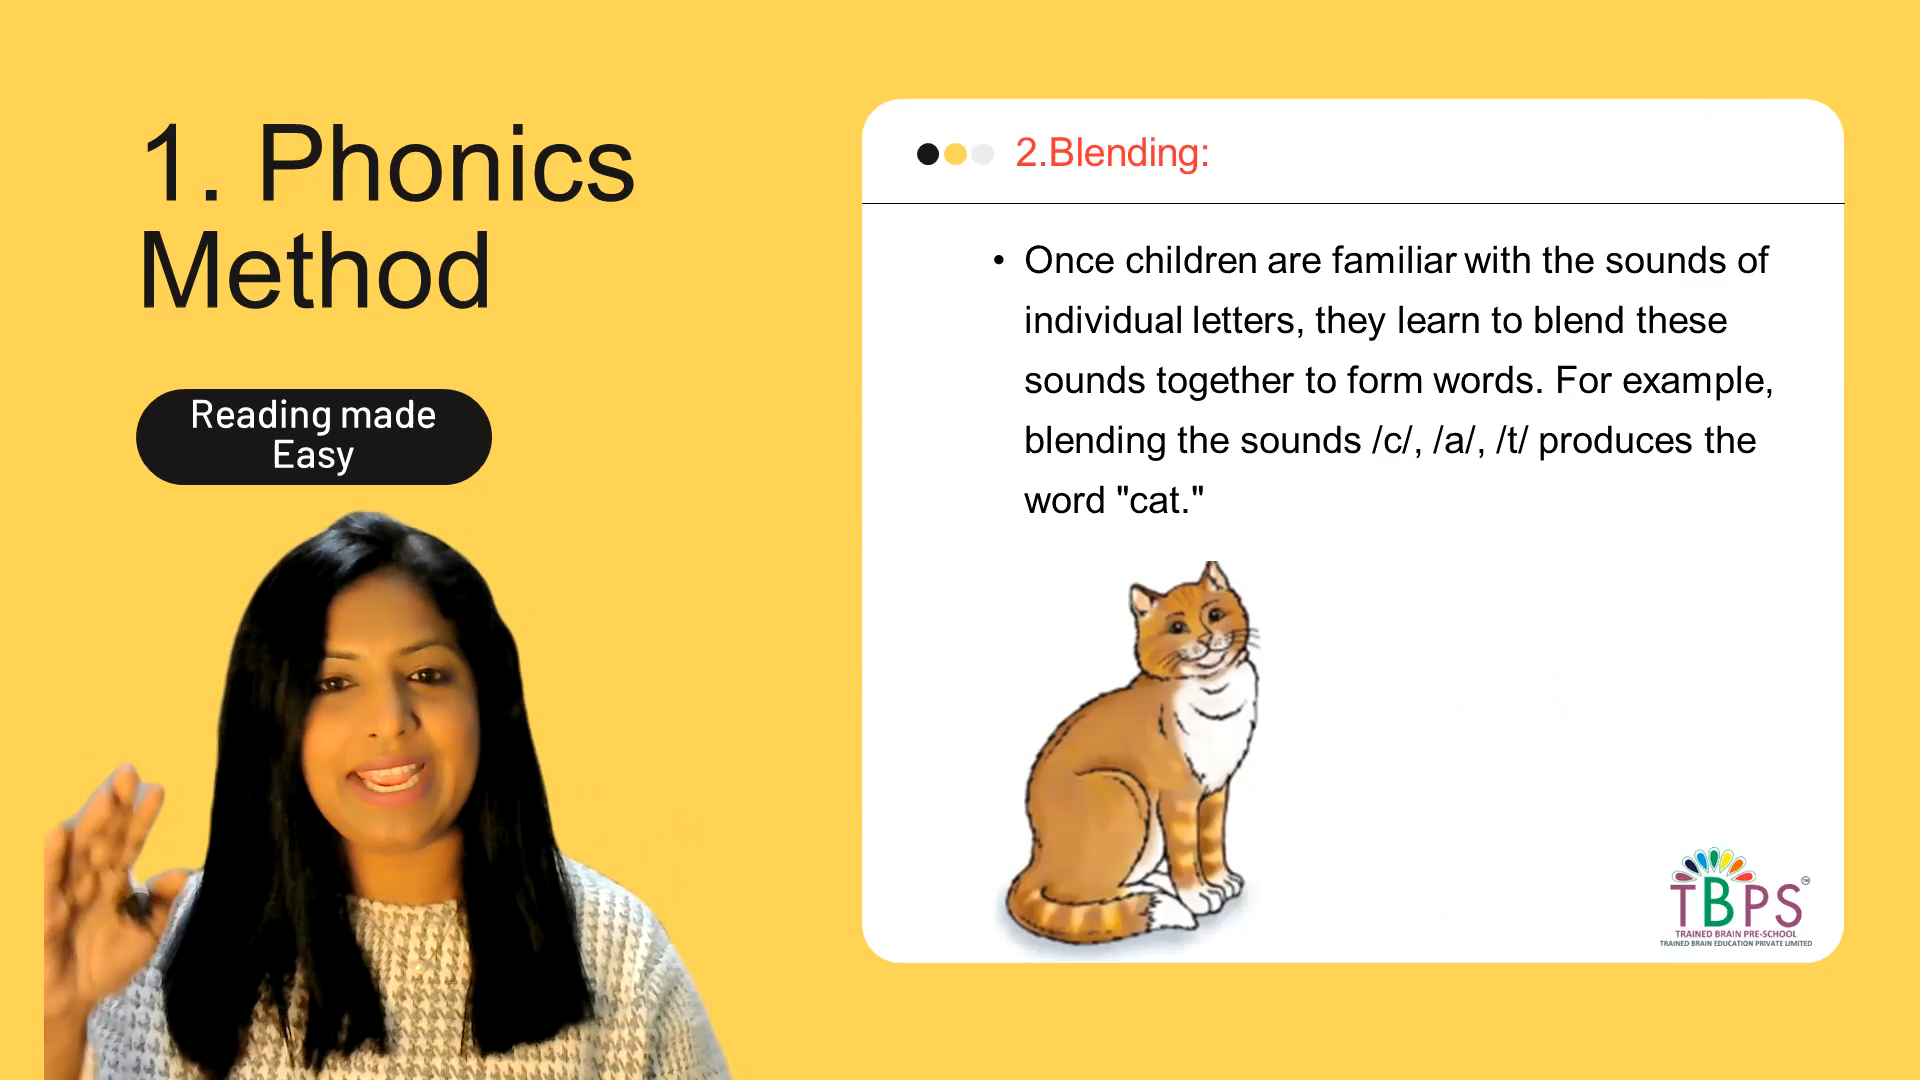 1. Phonics
Method
Reading made
Easy
2.Blending:
• Once children are familiar with the sounds of
individual letters, they learn to blend these
sounds together to form words. For example,
blending the sounds /c/, /a/, /t/ produces the
word "cat."
TBPS™
TRAINED BRAIN PRE-SCHOOL
TRAINED BRAIN EDUCATION PRIVATE LIMITED